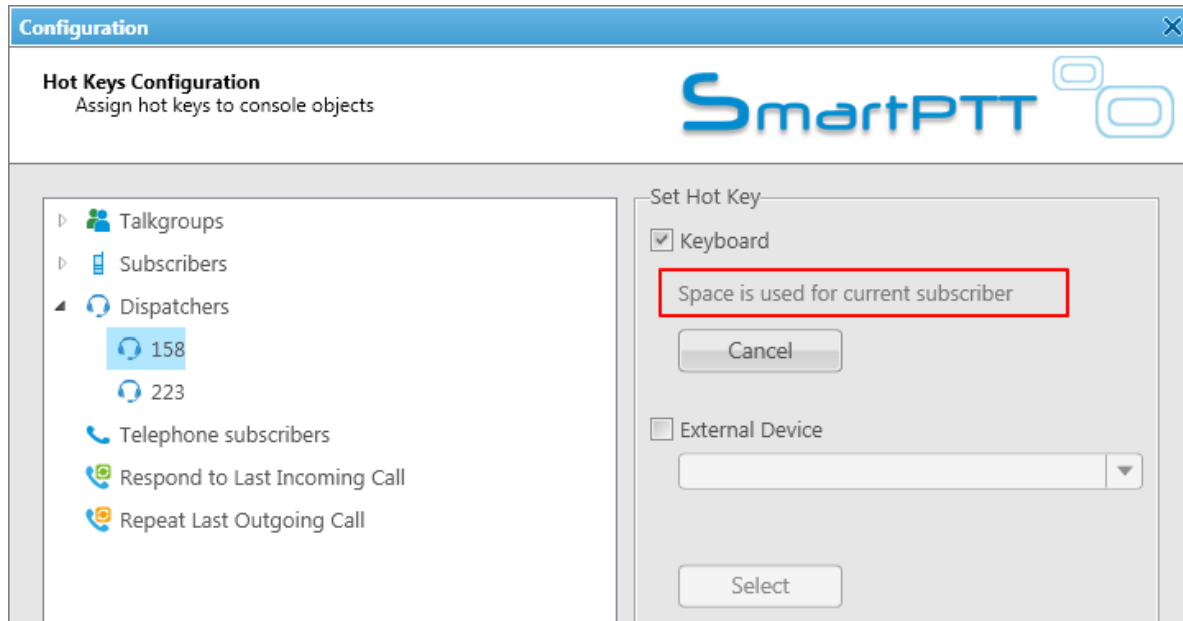 Configuration
Hot Keys Configuration
Assign hot keys to console objects
SmartPTT
Talkgroups
Subscribers
Dispatchers
158
223
Telephone subscribers
Respond to Last Incoming Call
Repeat Last Outgoing Call
Set Hot Key
Keyboard
Space is used for current subscriber
Cancel
External Device
Select